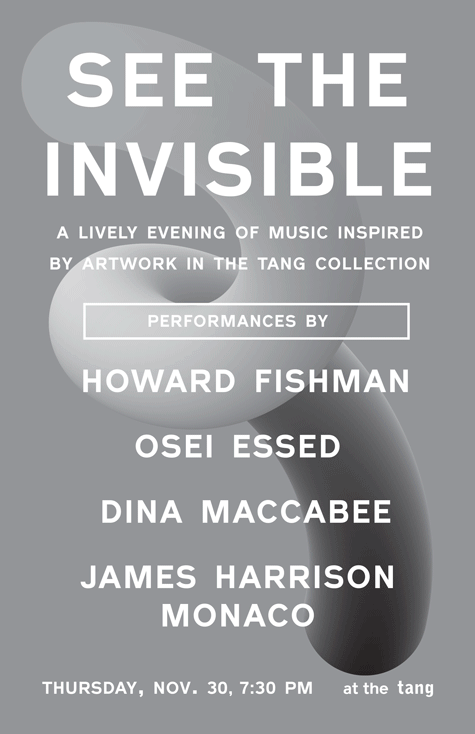 SEE THE
INVISIBLE
A LIVELY EVENING OF MUSIC INSPIRED
BY ARTWORK IN THE TANG COLLECTION
PERFORMANCES BY
HOWARD FISHMAN
OSEI ESSED
DINA MACCABEE
JAMES HARRISON
MONACO
THURSDAY, NOV. 30, 7:30 PM at the tang